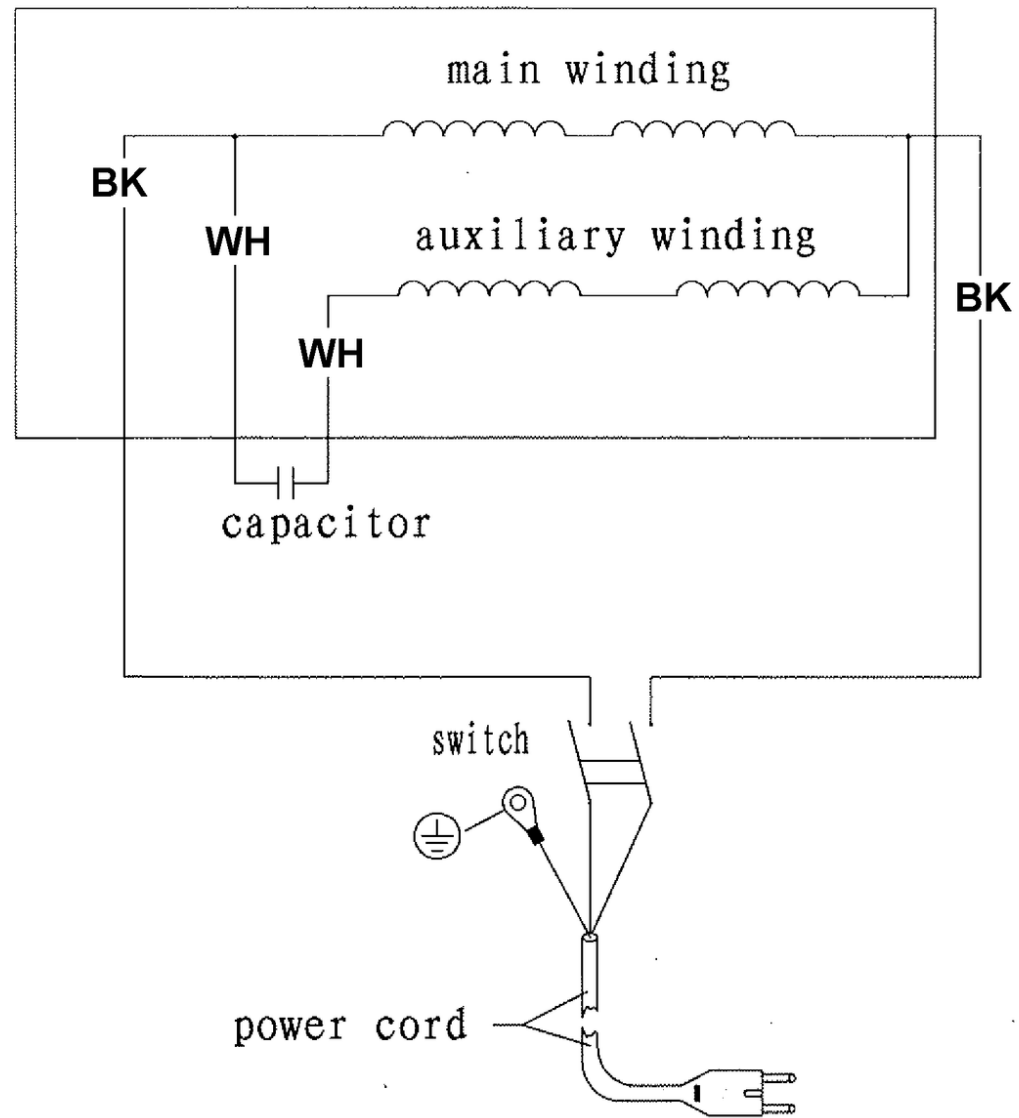 main winding
BK
WH
auxiliary winding
BK
WH
capacitor
switch
power cord